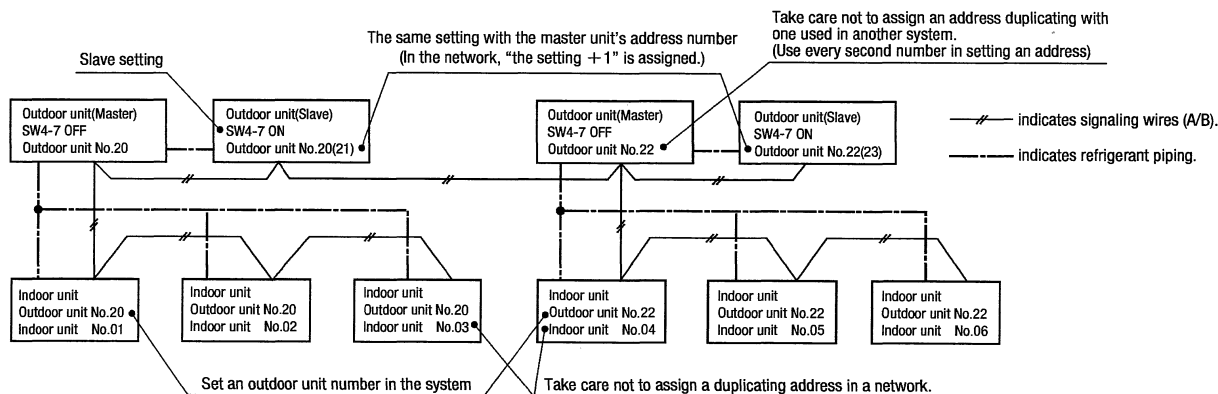 Take care not to assign an address duplicating with
one used in another system.
(Use every second number in setting an address)
The same setting with the master unit's address number
(In the network, "the setting +1" is assigned.)
Slave setting
Outdoor unit(Master)
SW4-7 OFF
Outdoor unit No.20
Outdoor unit(Slave)
SW4-7 ON
Outdoor unit No.20(21)
Outdoor unit(Master)
SW4-7 OFF
Outdoor unit No.22
Outdoor unit(Slave)
SW4-7 ON
Outdoor unit No.22(23)
indicates signaling wires (A/B).
indicates refrigerant piping.
Indoor unit
Outdoor unit No.20
Indoor unit No.01
Indoor unit
Outdoor unit No.20
Indoor unit No.02
Indoor unit
Outdoor unit No.20
Indoor unit No.03
Indoor unit
Outdoor unit No.22
Indoor unit No.04
Indoor unit
Outdoor unit No.22
Indoor unit No.05
Indoor unit
Outdoor unit No.22
Indoor unit No.06
Set an outdoor unit number in the system
Take care not to assign a duplicating address in a network.